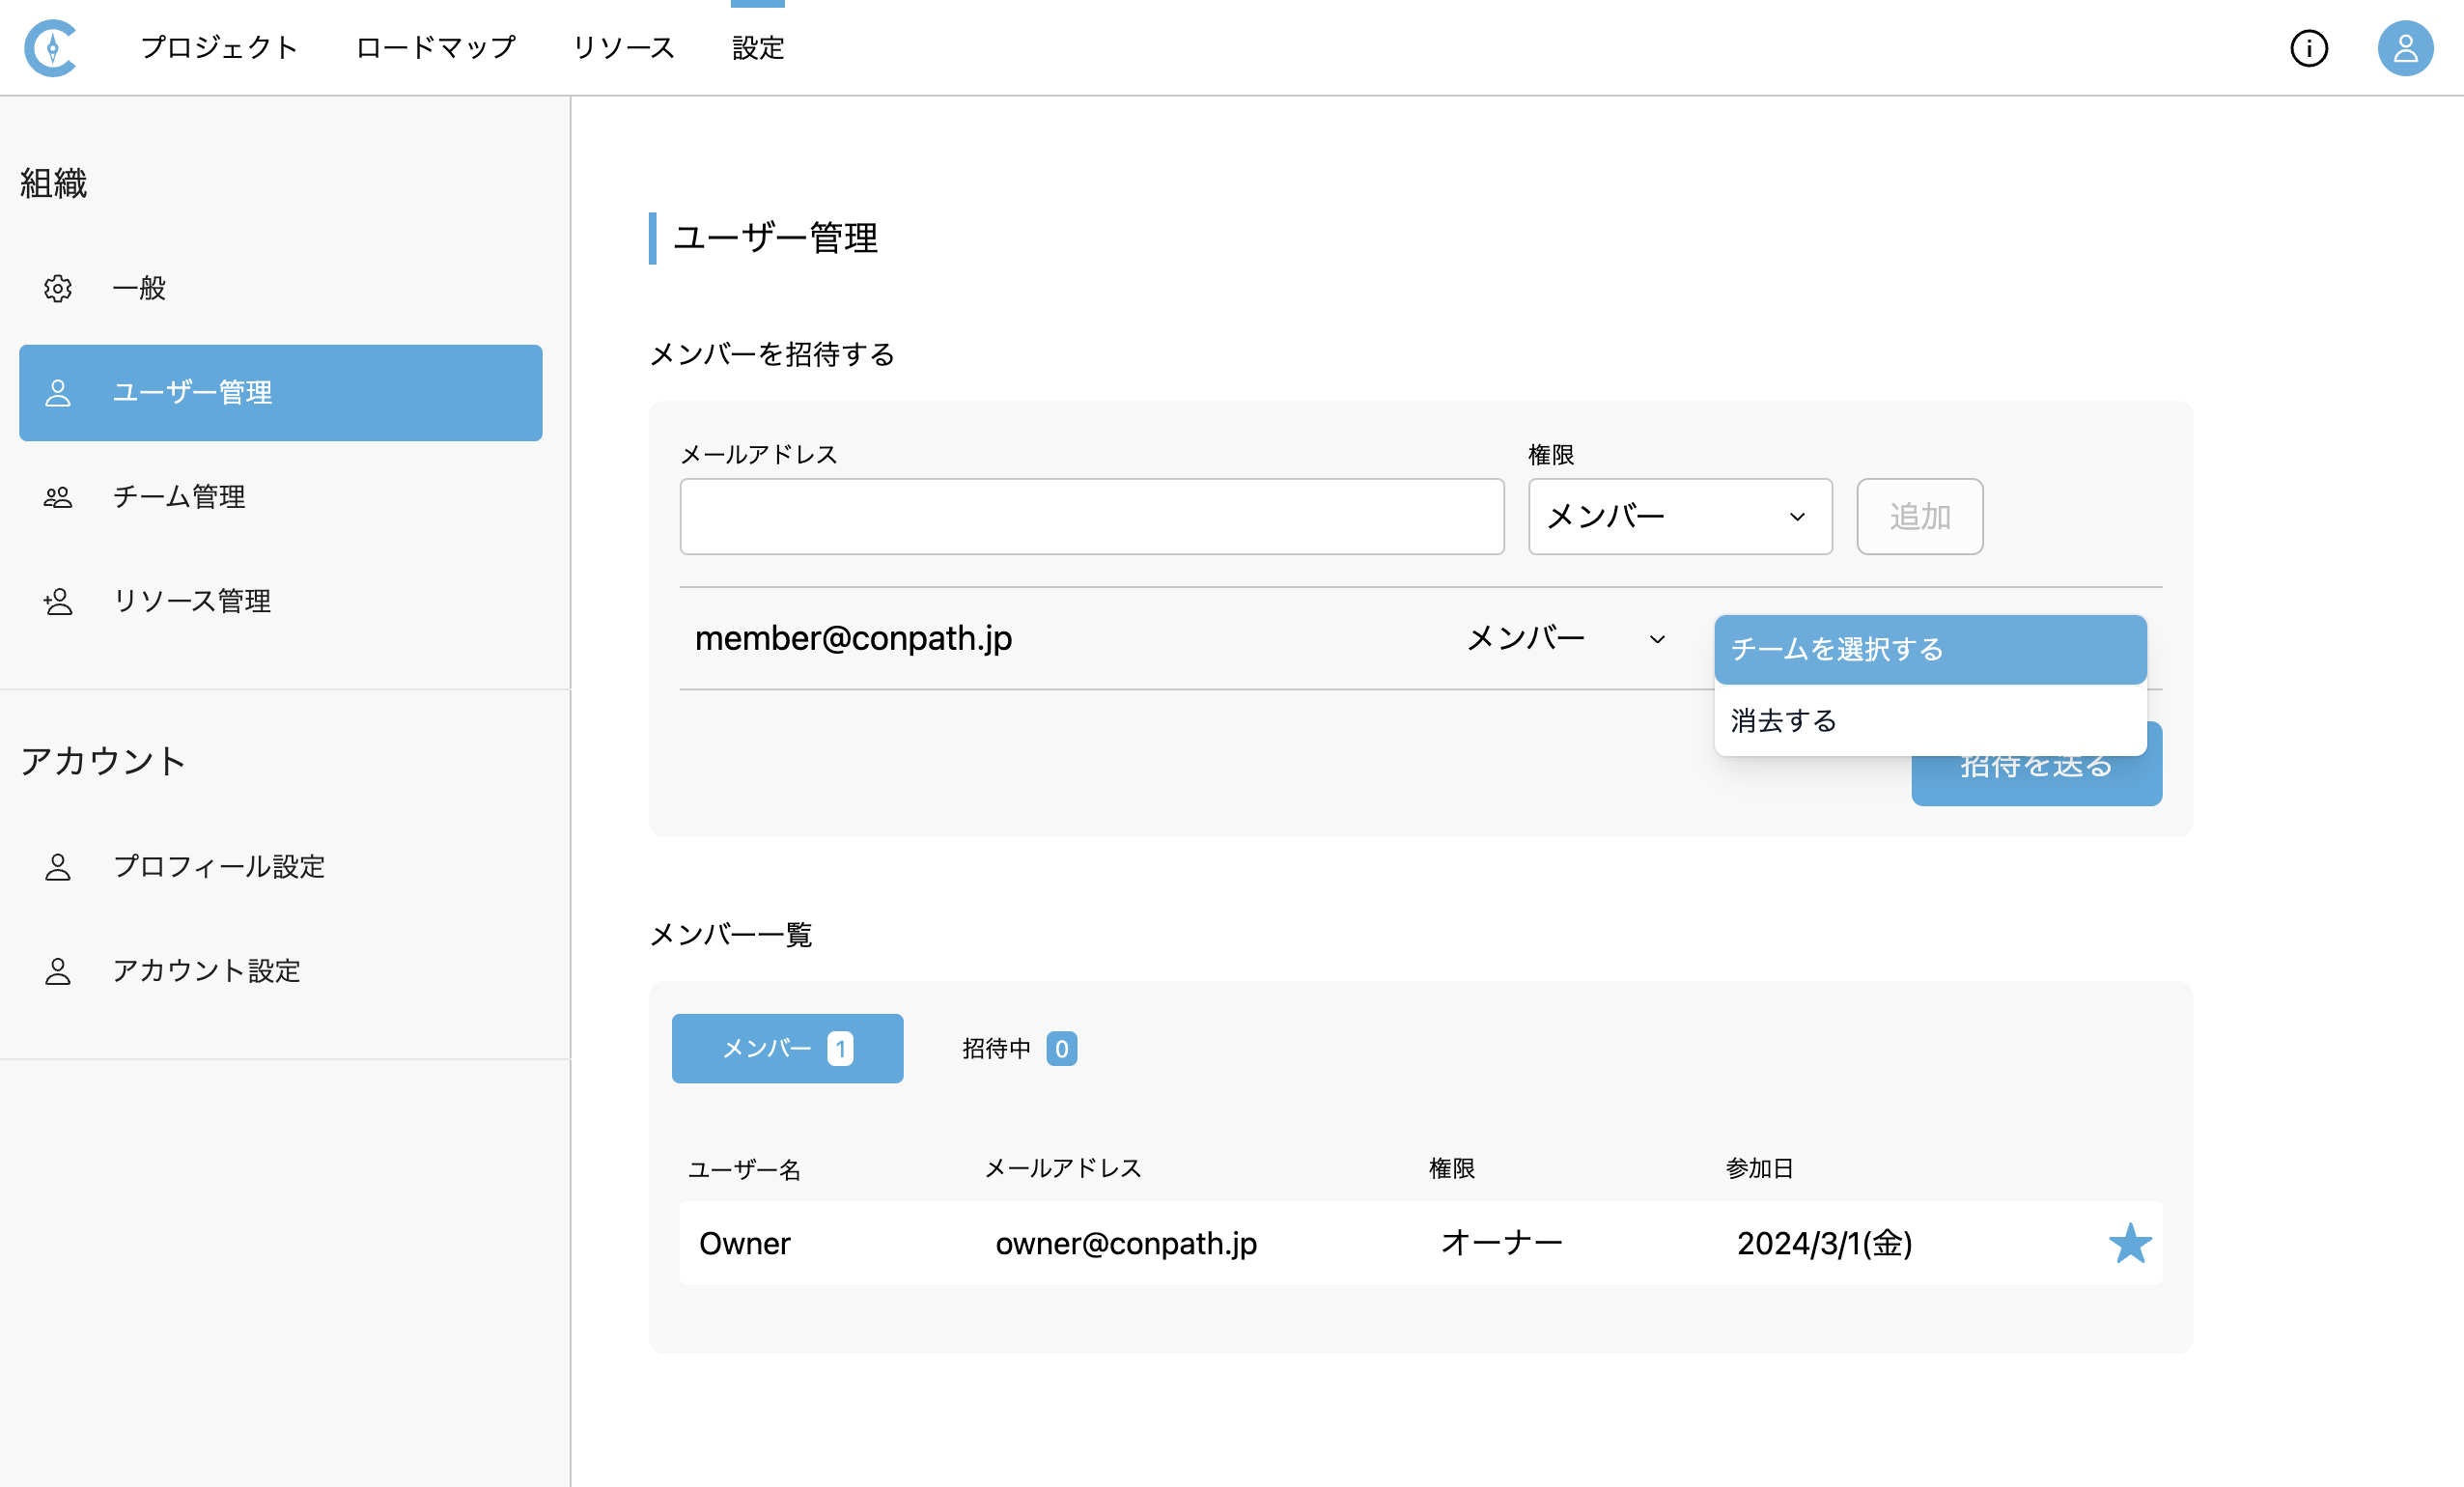 プロジェクト ロードマップ リソース 設定
組織
一般
ユーザー管理
チーム管理
リソース管理
アカウント
プロフィール設定
アカウント設定
ユーザー管理
メンバーを招待する
メールアドレス 権限
メンバー 追加
member@conpath.jp メンバー チームを選択する
消去する
招待を送る
メンバー一覧
メンバー 1 招待中 0
ユーザー名 メールアドレス 権限 参加日
Owner owner@conpath.jp オーナー 2024/3/1(金)